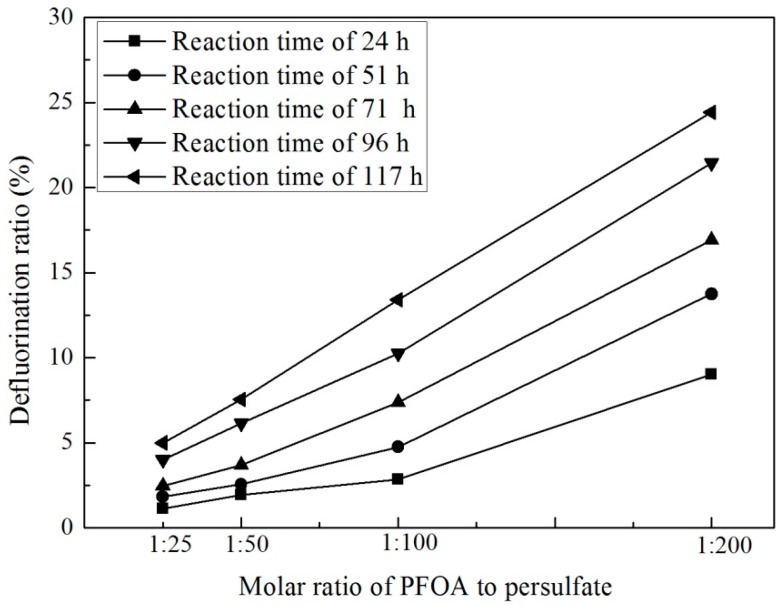 30
25
20
15
10
5
0
Reaction time of 24 h
Reaction time of 51 h
Reaction time of 71 h
Reaction time of 96 h
Reaction time of 117 h
Defluorination ratio (%)
1:25 1:50 1:100 1:200
Molar ratio of PFOA to persulfate